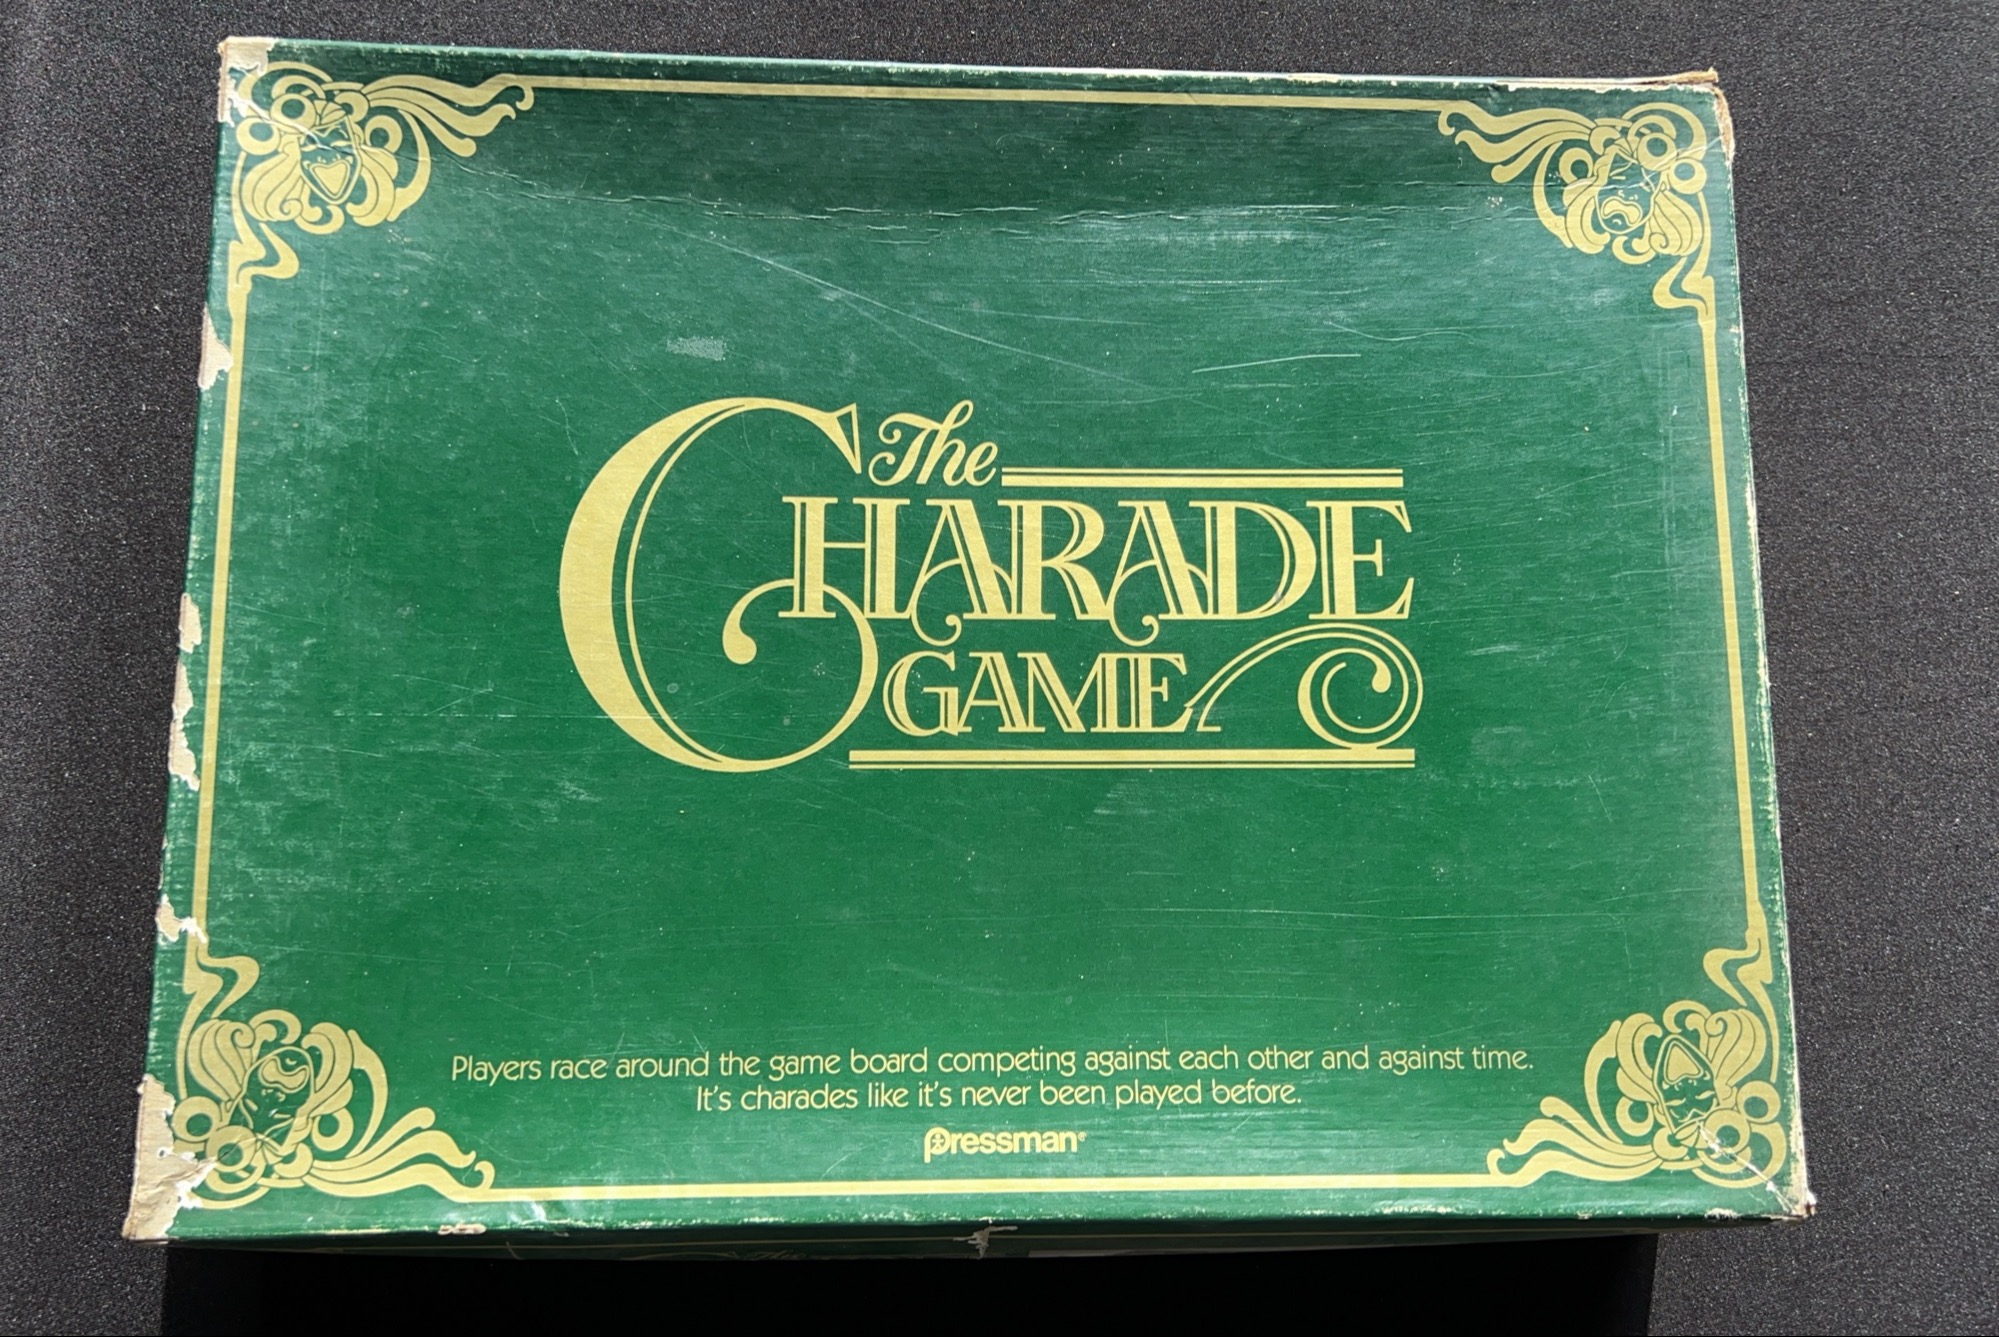 The
CHARADE
GAME
Players race around the game board competing against each other and against time.
It's charades like it's never been played before.
pressman®
The